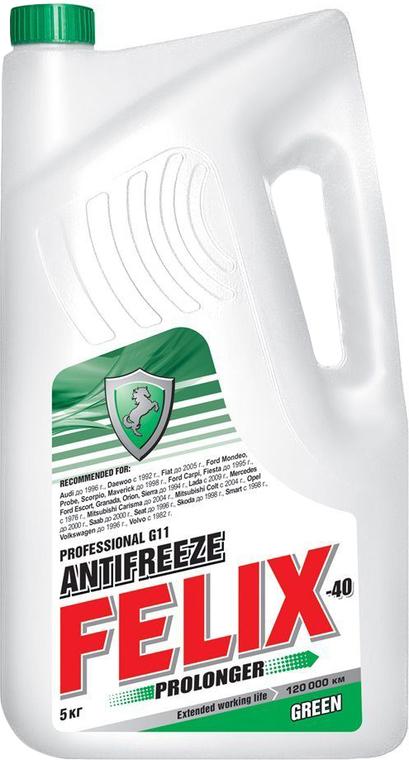 RECOMMENDED FOR:
Audi до 1996 г., Daewoo с 1992 г., Fiat до 2005 г., Ford Mondeo,
Probe, Scorpio, Maverick до 1998 г., Ford Capri, Fiesta до 1995 г.,
Ford Escort, Granada, Orion, Sierra до 1994 г., Lada с 2009 г., Mercedes
с 1976 г., Mitsubishi Carisma до 2004 г., Mitsubishi Colt с 2004 г., Opel
до 2000 г., Saab до 2000 г., Seat до 1996 г., Skoda до 1998 г., Smart с 1998 г.,
Volkswagen до 1996 г., Volvo с 1982 г.
PROFESSIONAL G11
ANTIFREEZE
FELIX
-40
PROLONGER
5 КГ
Extended working life
120 000 КМ
GREEN